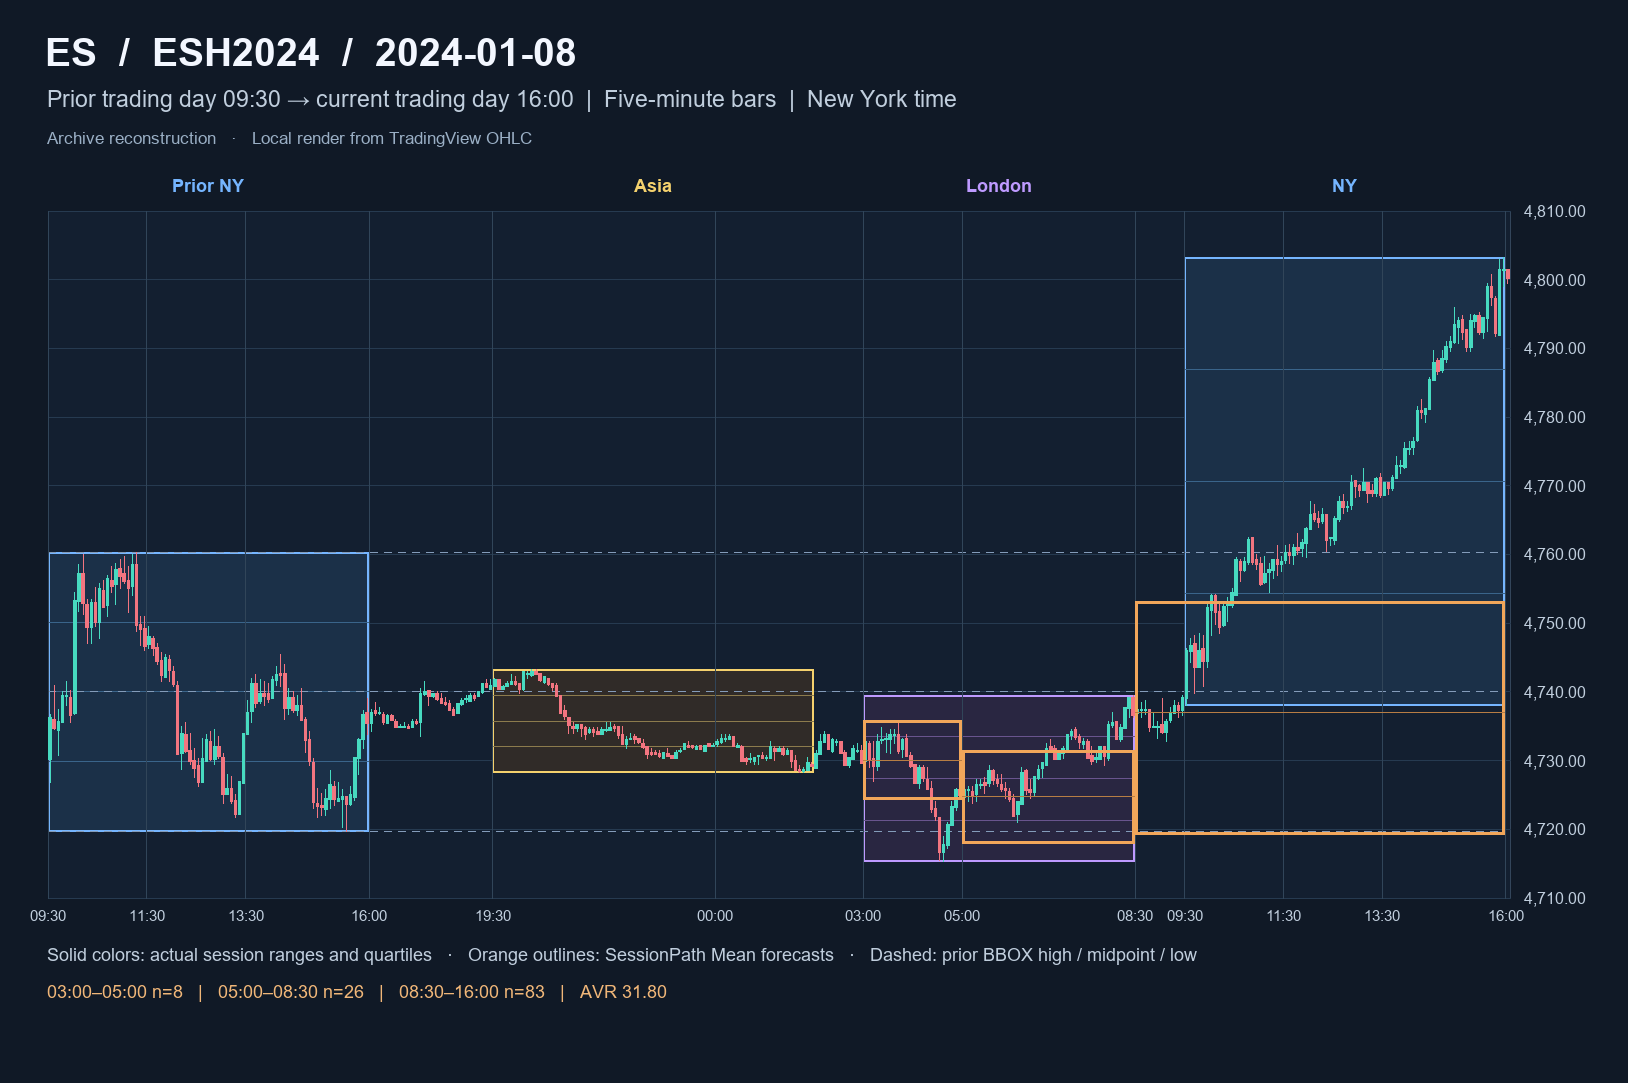 ES / ESH2024 / 2024-01-08
Prior trading day 09:30 → current trading day 16:00 | Five-minute bars | New York time
Archive reconstruction · Local render from TradingView OHLC
Prior NY Asia London NY
4,810.00
4,800.00
4,790.00
4,780.00
4,770.00
4,760.00
4,750.00
4,740.00
4,730.00
4,720.00
4,710.00
09:30 11:30 13:30 16:00 19:30 00:00 03:00 05:00 08:30 09:30 11:30 13:30 16:00
Solid colors: actual session ranges and quartiles · Orange outlines: SessionPath Mean forecasts · Dashed: prior BBOX high / midpoint / low
03:00–05:00 n=8 | 05:00–08:30 n=26 | 08:30–16:00 n=83 | AVR 31.80